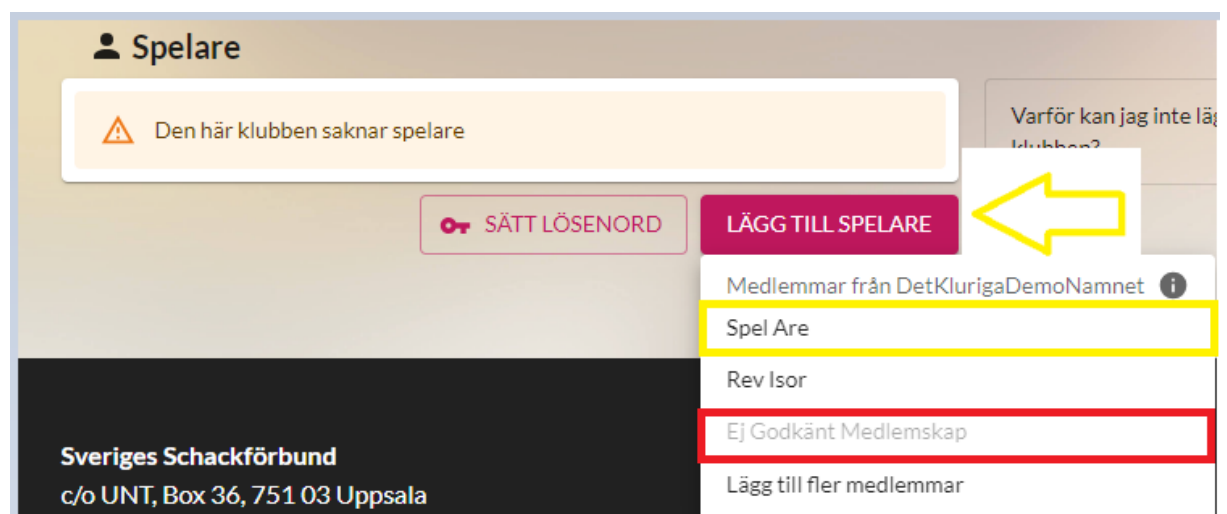 Spelare
Den här klubben saknar spelare
Varför kan jag inte
klubben?
SÄTT LÖSENORD
LÄGG TILL SPELARE
Medlemmar från DetKlurigaDemoNamnet
Spel Are
Rev Isor
Ej Godkänt Medlemskap
Lägg till fler medlemmar
Sveriges Schackförbund
c/o UNT, Box 36, 751 03 Uppsala